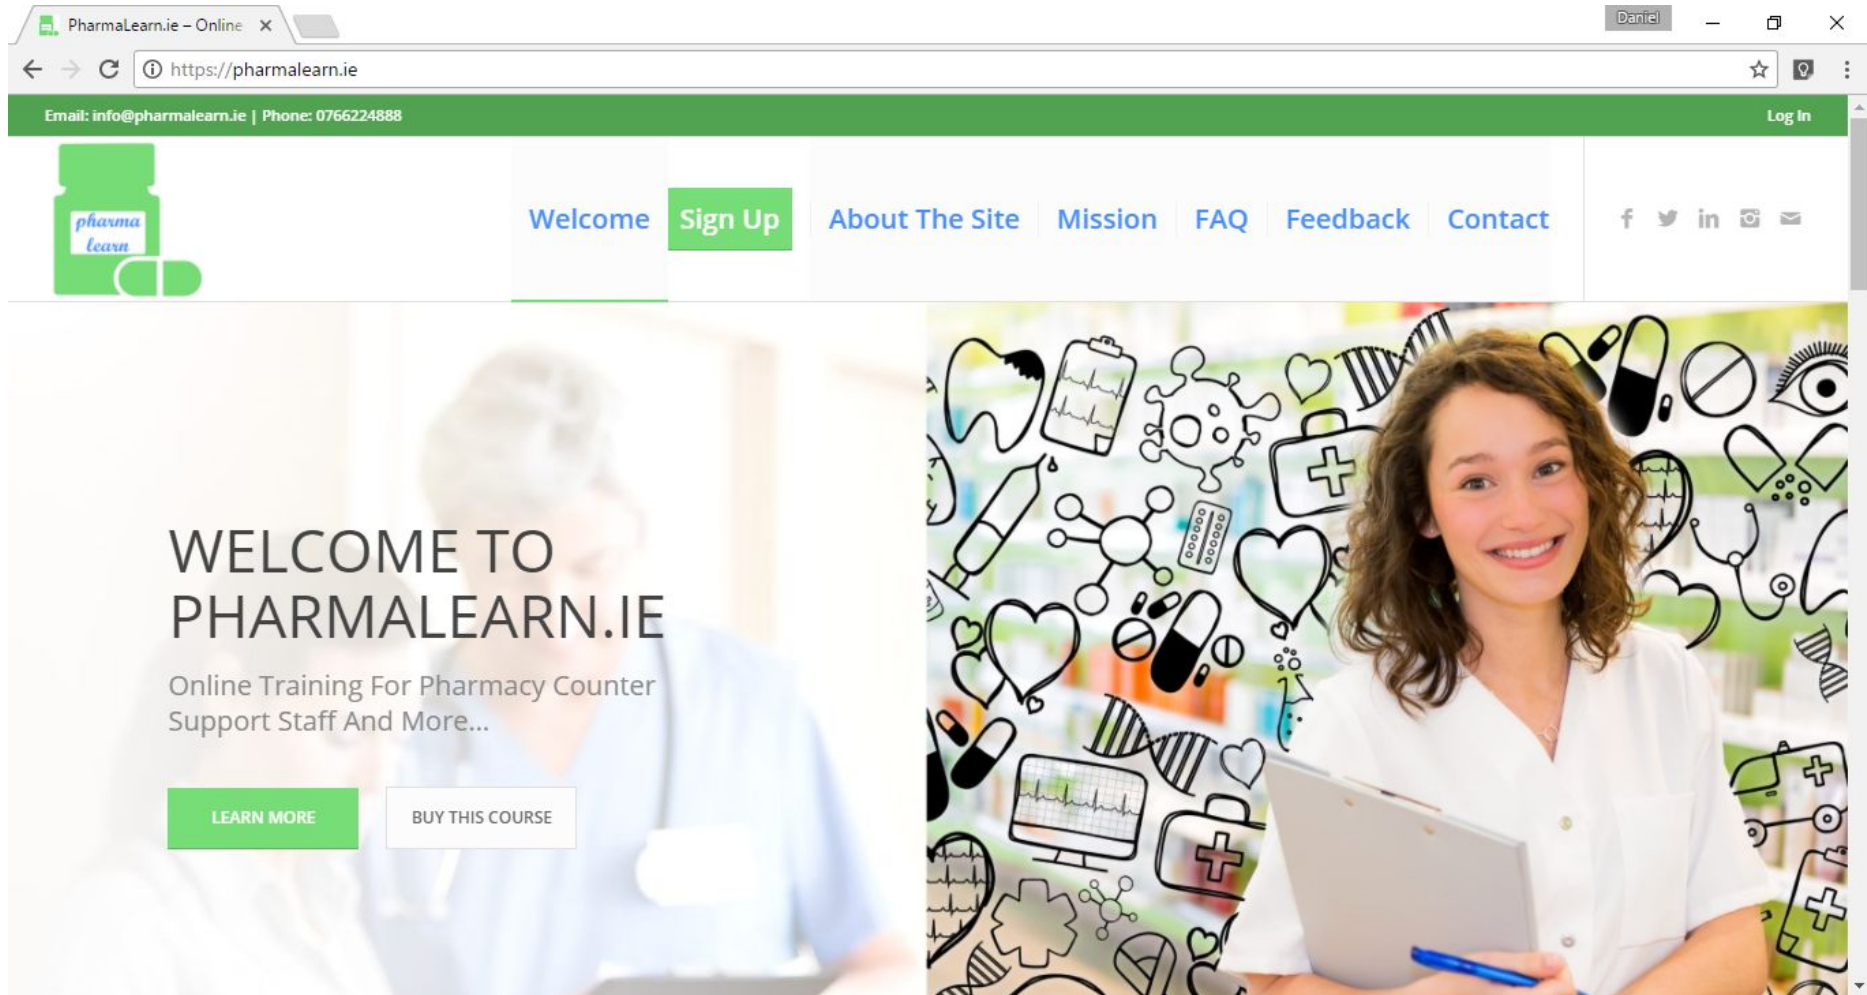 PharmaLearn.ie – Online
Daniel
https://pharmalearn.ie
Email: info@pharmalearn.ie | Phone: 0766224888
Log In
pharma
learn
Welcome Sign Up About The Site Mission FAQ Feedback Contact
WELCOME TO
PHARMALEARN.IE
Online Training For Pharmacy Counter
Support Staff And More...
LEARN MORE BUY THIS COURSE